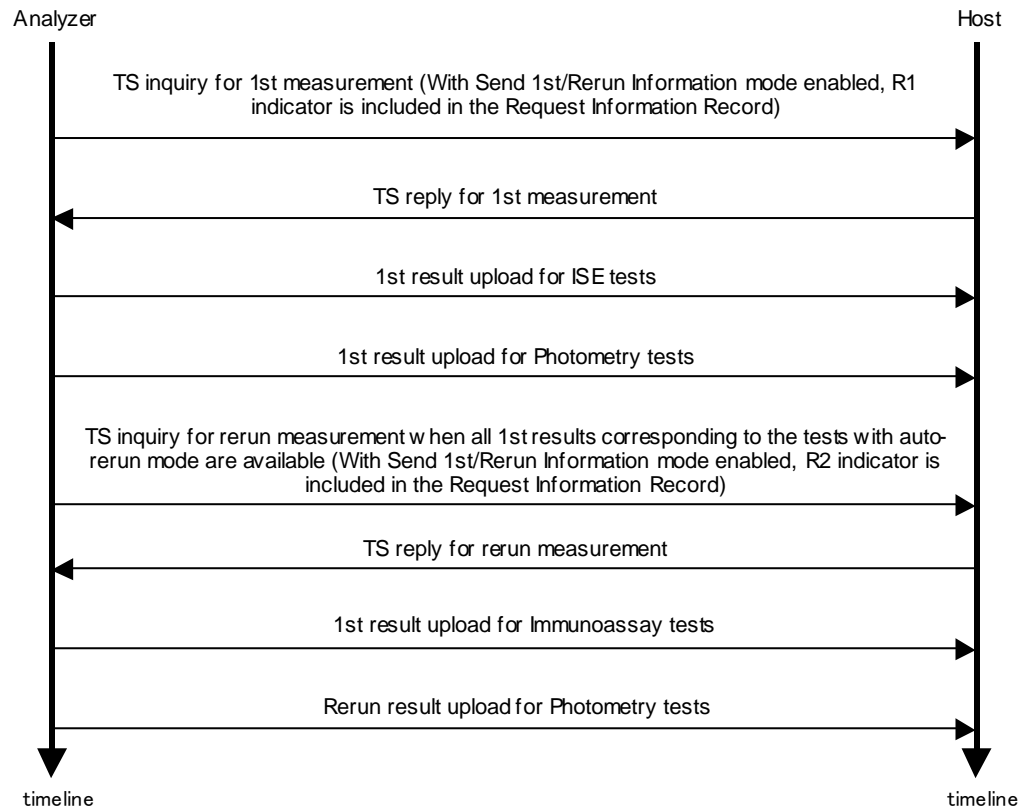 Analyzer
Host
TS inquiry for 1st measurement (With Send 1st/Rerun Information mode enabled, R1
indicator is included in the Request Information Record)
TS reply for 1st measurement
1st result upload for ISE tests
1st result upload for Photometry tests
TS inquiry for rerun measurement when all 1st results corresponding to the tests with auto-
rerun mode are available (With Send 1st/Rerun Information mode enabled, R2 indicator is
included in the Request Information Record)
TS reply for rerun measurement
1st result upload for Immunoassay tests
Rerun result upload for Photometry tests
timeline
timeline